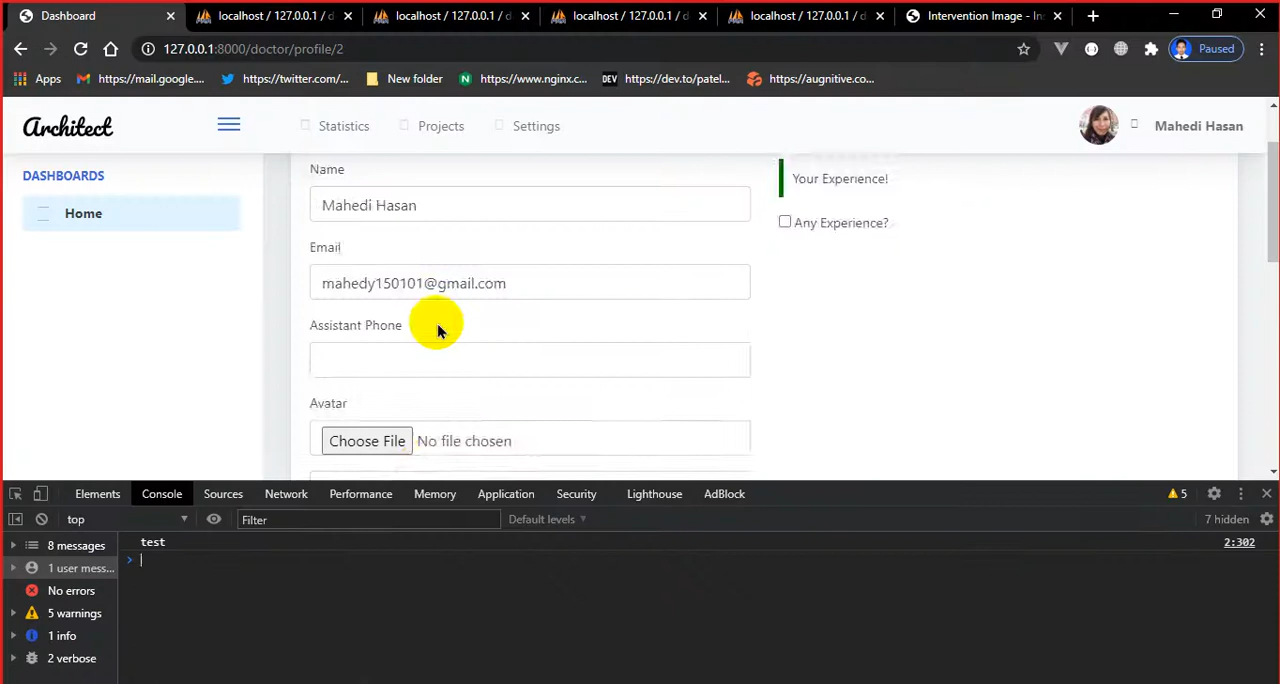 Dashboard
localhost / 127.0.0.1 / d
localhost / 127.0.0.1 / d
localhost / 127.0.0.1 / d
localhost / 127.0.0.1 / d
Intervention Image - In
127.0.0.1:8000/doctor/profile/2
Paused
Apps
https://mail.google....
https://twitter.com/...
New folder
https://www.nginx.c...
DEV
https://dev.to/patel...
https://augnitive.co...
Architect
Statistics
Projects
Settings
Mahedi Hasan
DASHBOARDS
Home
Name
Mahedi Hasan
Email
mahedy150101@gmail.com
Assistant Phone
Avatar
Choose File No file chosen
Your Experience!
Any Experience?
Elements
Console
Sources
Network
Performance
Memory
Application
Security
Lighthouse
AdBlock
5
top
Filter
Default levels
7 hidden
8 messages
1 user mess...
No errors
5 warnings
1 info
2 verbose
test
2:302